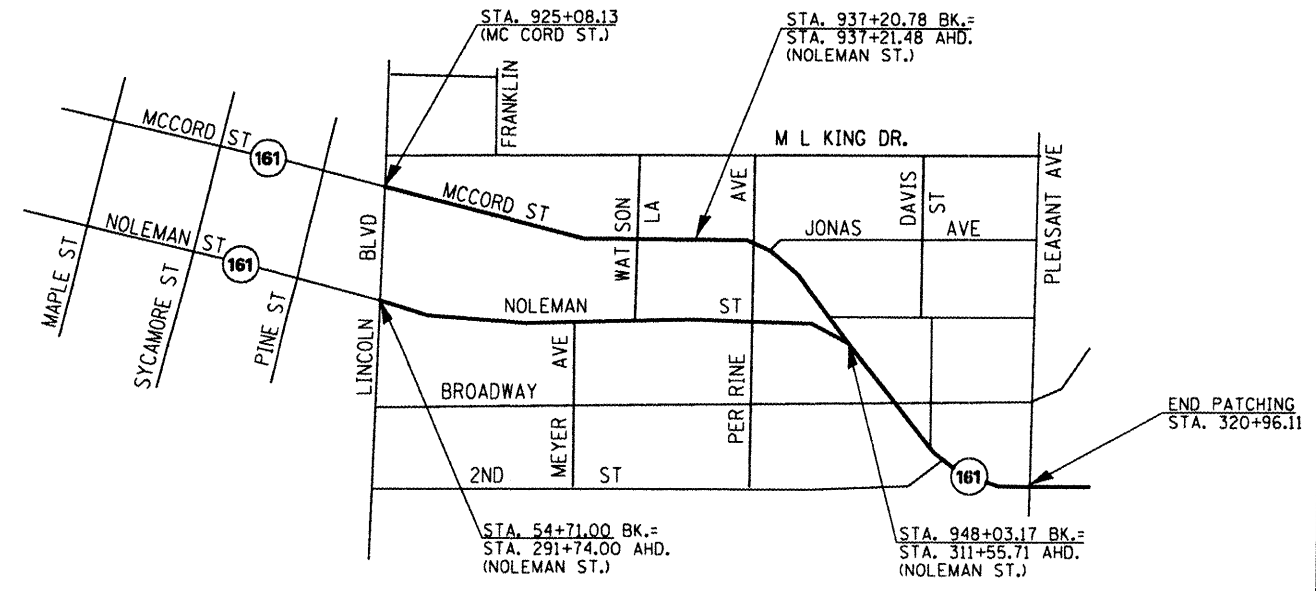 STA. 925+08.13
(MC CORD ST.)
STA. 937+20.78 BK.=
STA. 937+21.48 AHD.
(NOLEMAN ST.)
FRANKLIN
MCCORD ST
161
M L KING DR.
PLEASANT AVE
MCCORD ST
WAT SON
LA
AVE
DAVIS
ST
JONAS AVE
NOLEMAN ST
161
BLVD
MAPLE ST
SYCAMORE ST
PINE ST
LINCOLN
NOLEMAN ST
MEYER AVE
PER RINE
BROADWAY
END PATCHING
STA. 320+96.11
2ND ST
161
STA. 54+71.00 BK.=
STA. 291+74.00 AHD.
(NOLEMAN ST.)
STA. 948+03.17 BK.=
STA. 311+55.71 AHD.
(NOLEMAN ST.)